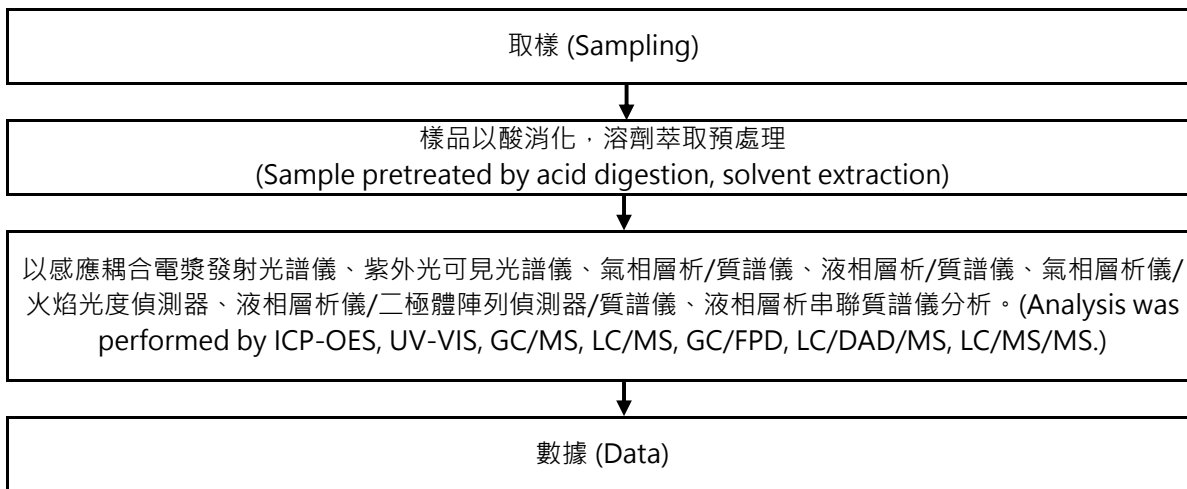 取樣 (Sampling)
樣品以酸消化，溶劑萃取預處理
(Sample pretreated by acid digestion, solvent extraction)
以感應耦合電漿發射光譜儀、紫外光可見光譜儀、氣相層析/質譜儀、液相層析/質譜儀、氣相層析儀/
火焰光度偵測器、液相層析儀/二極體陣列偵測器/質譜儀、液相層析串聯質譜儀分析。(Analysis was
performed by ICP-OES, UV-VIS, GC/MS, LC/MS, GC/FPD, LC/DAD/MS, LC/MS/MS.)
數據 (Data)